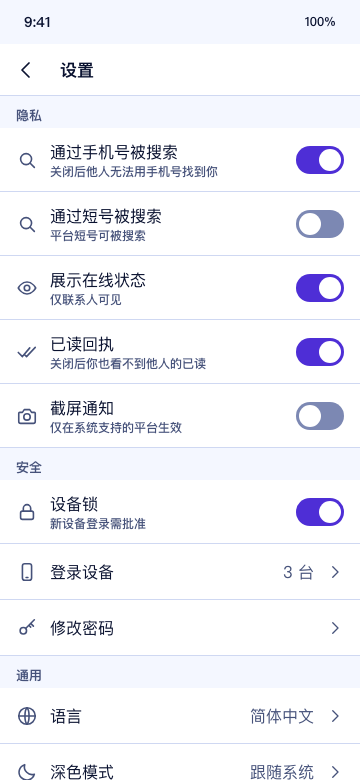 9:41
100%
设置
隐私
通过手机号被搜索
关闭后他人无法用手机号找到你
通过短号被搜索
平台短号可被搜索
展示在线状态
仅联系人可见
已读回执
关闭后你也看不到他人的已读
截屏通知
仅在系统支持的平台生效
安全
设备锁
新设备登录需批准
登录设备
3 台
修改密码
通用
语言
简体中文
深色模式
跟随系统